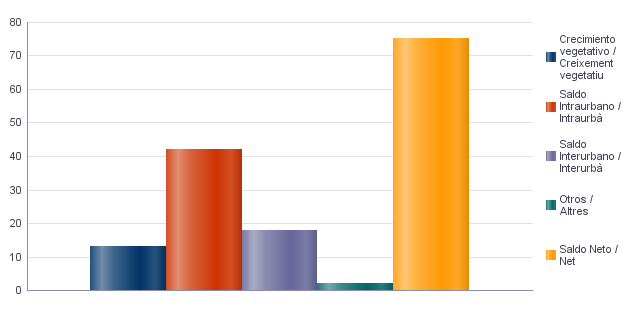 80
70
60
50
40
30
20
10
0
Crecimiento
vegetativo /
Creixement
vegetatiu
Saldo
Intraurbano /
Intraurbà
Saldo
Interurbano /
Interurbà
Otros /
Altres
Saldo Neto /
Net